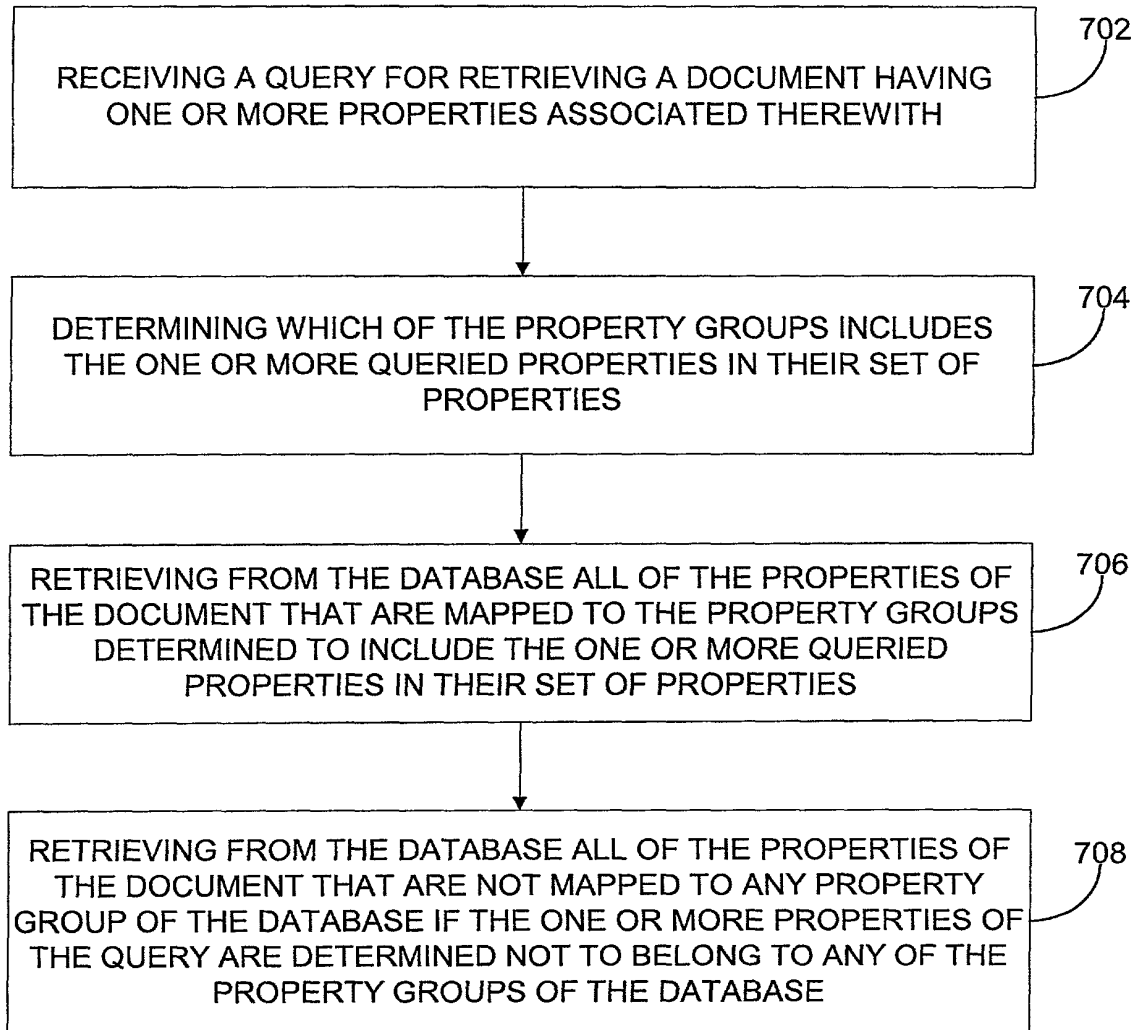 702
RECEIVING A QUERY FOR RETRIEVING A DOCUMENT HAVING
ONE OR MORE PROPERTIES ASSOCIATED THEREWITH
704
DETERMINING WHICH OF THE PROPERTY GROUPS INCLUDES
THE ONE OR MORE QUERIED PROPERTIES IN THEIR SET OF
PROPERTIES
706
RETRIEVING FROM THE DATABASE ALL OF THE PROPERTIES OF
THE DOCUMENT THAT ARE MAPPED TO THE PROPERTY GROUPS
DETERMINED TO INCLUDE THE ONE OR MORE QUERIED
PROPERTIES IN THEIR SET OF PROPERTIES
708
RETRIEVING FROM THE DATABASE ALL OF THE PROPERTIES OF
THE DOCUMENT THAT ARE NOT MAPPED TO ANY PROPERTY
GROUP OF THE DATABASE IF THE ONE OR MORE PROPERTIES OF
THE QUERY ARE DETERMINED NOT TO BELONG TO ANY OF THE
PROPERTY GROUPS OF THE DATABASE